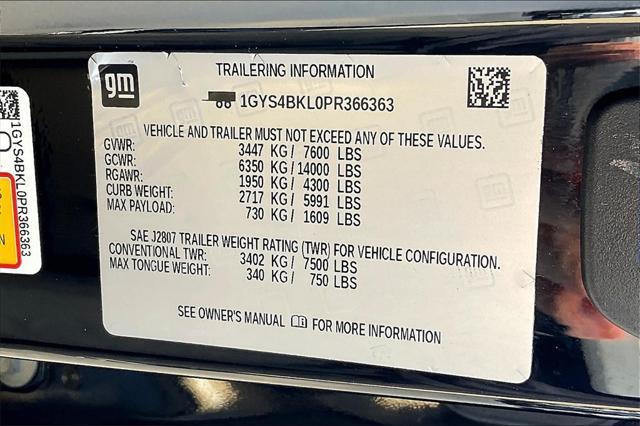 gm
TRAILERING INFORMATION
1GYS4BKL0PR366363
VEHICLE AND TRAILER MUST NOT EXCEED ANY OF THESE VALUES.
GVWR: 3447 KG/ 7600 LBS
GCWR: 6350 KG/ 14000 LBS
RGAWR: 1950 KG/ 4300 LBS
CURB WEIGHT: 2717 KG/ 5991 LBS
MAX PAYLOAD: 730 KG/ 1609 LBS
SAE J2807 TRAILER WEIGHT RATING (TWR) FOR VEHICLE CONFIGURATION.
CONVENTIONAL TWR: 3402 KG/ 7500 LBS
MAX TONGUE WEIGHT: 340 KG/ 750 LBS
SEE OWNER'S MANUAL FOR MORE INFORMATION
1GYS4BKL0PR366363